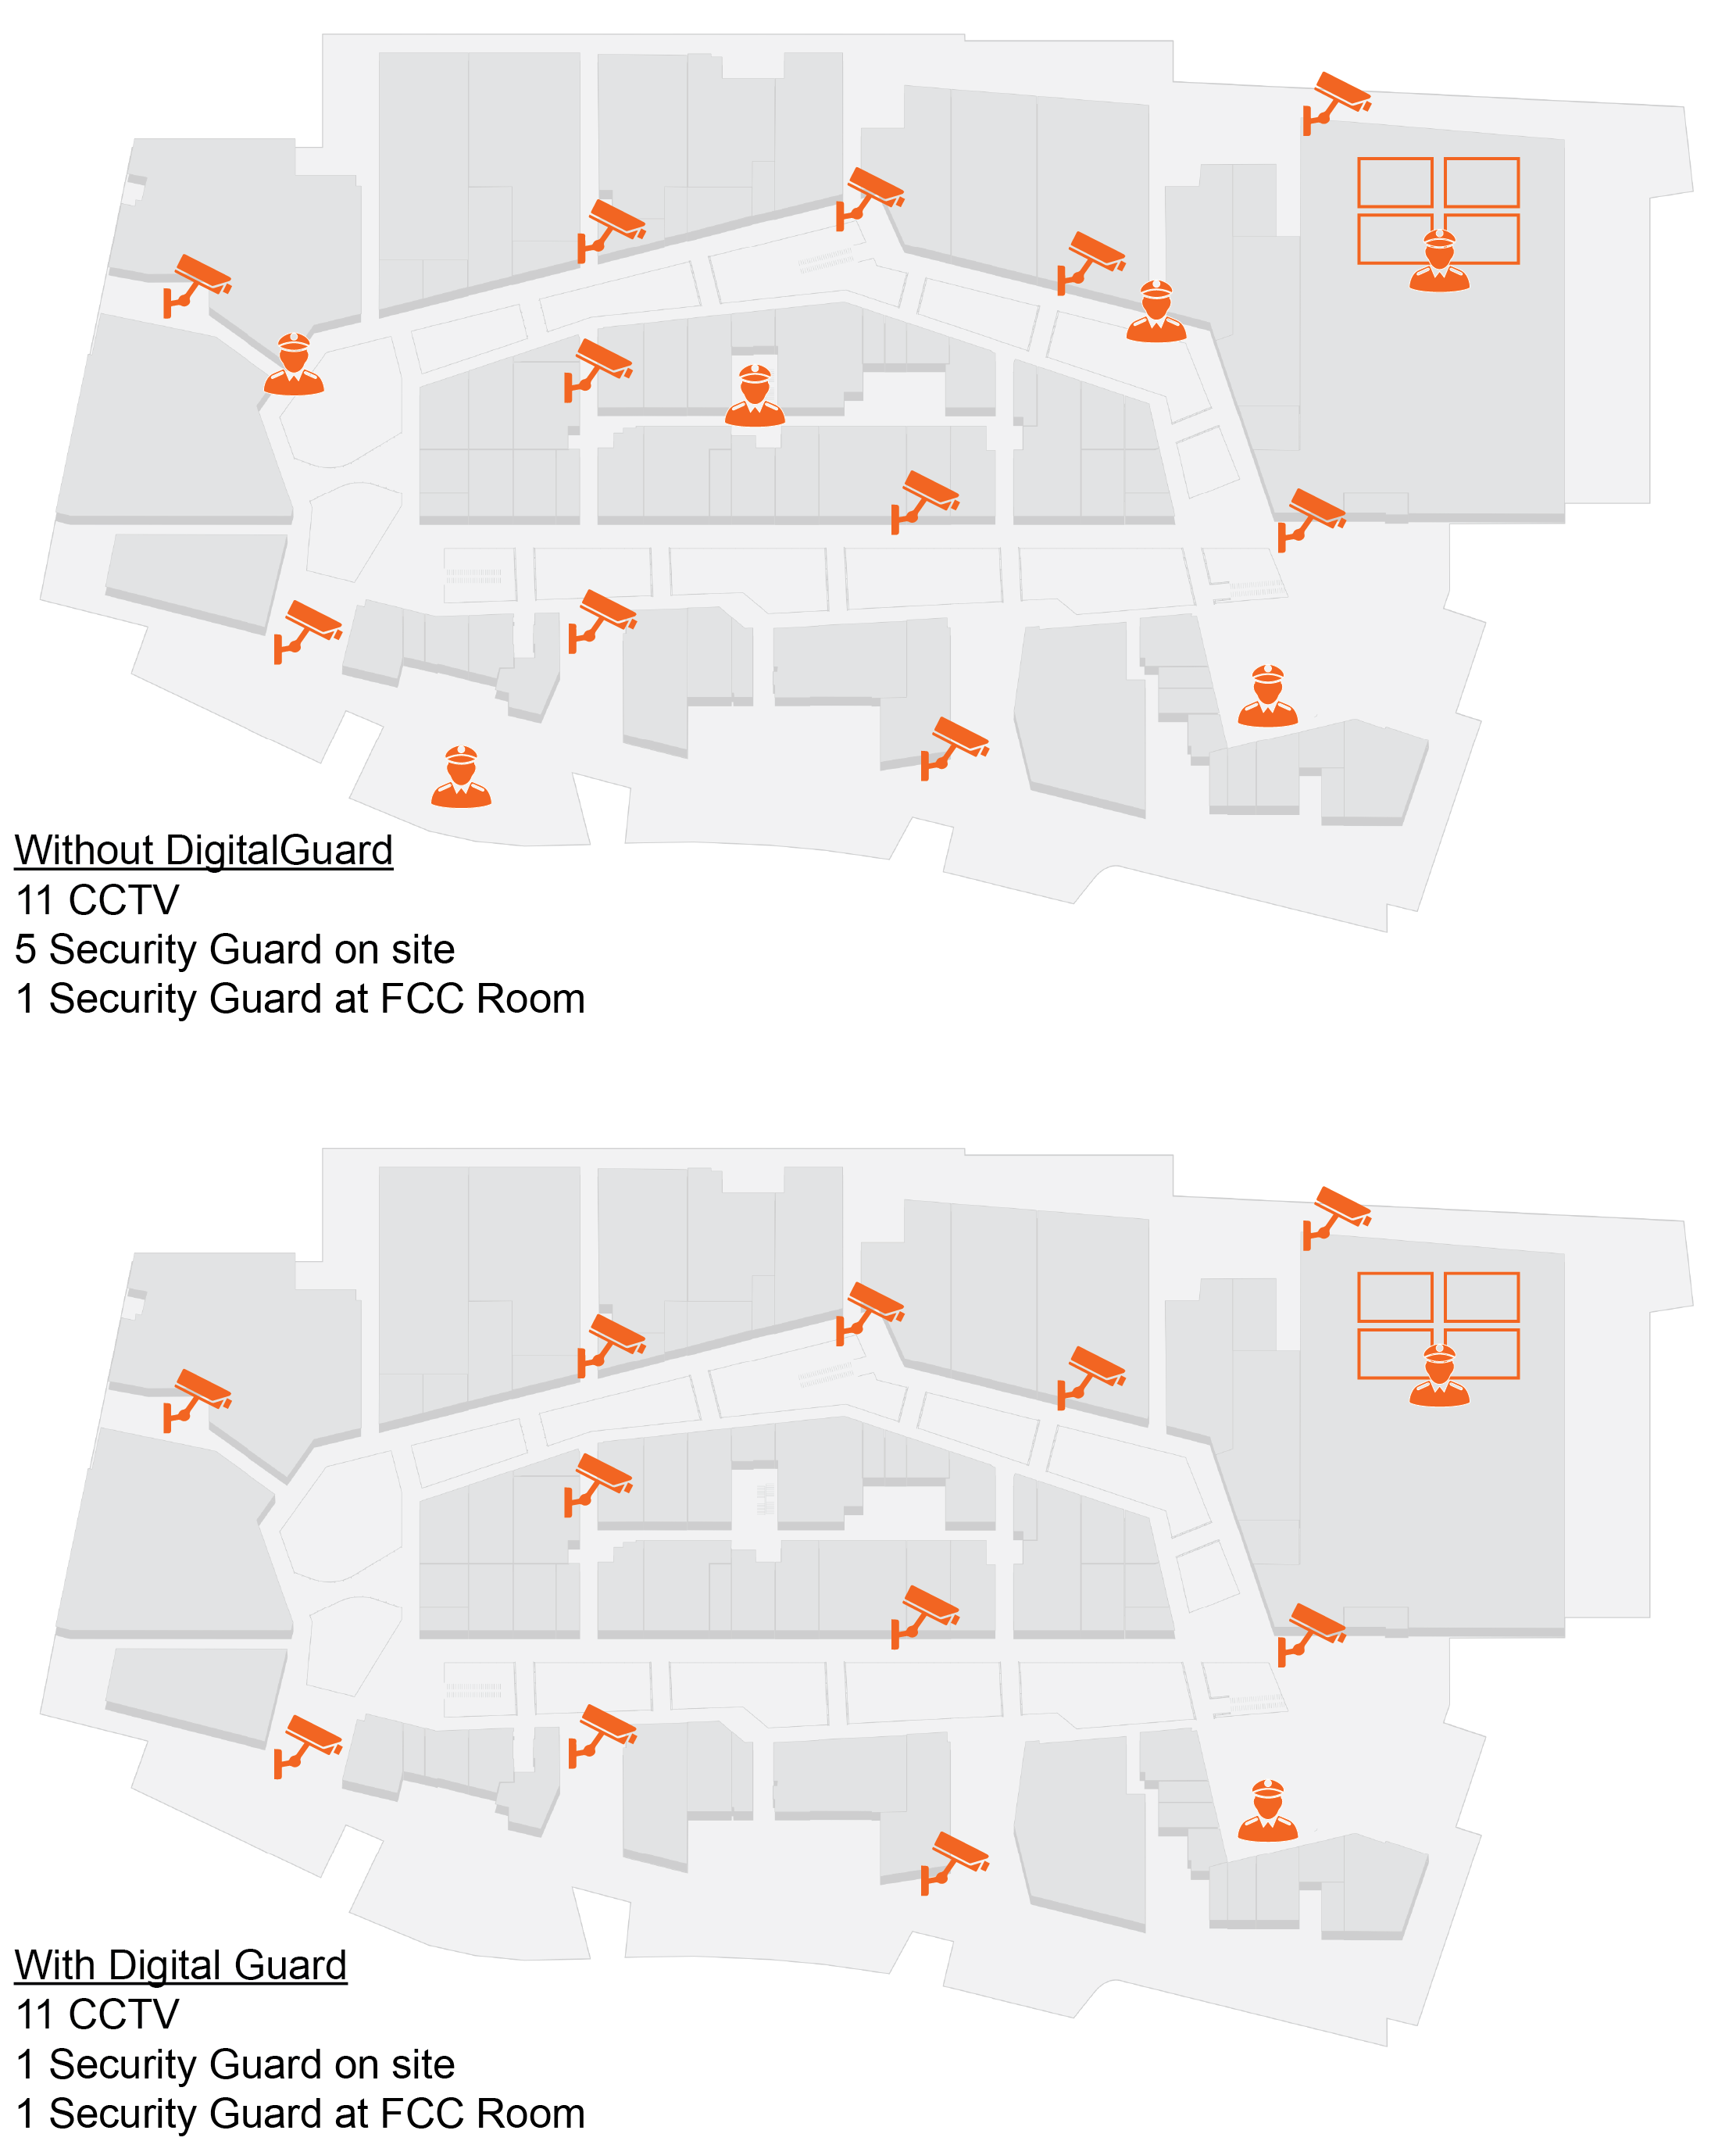 Without DigitalGuard
11 CCTV
5 Security Guard on site
1 Security Guard at FCC Room
With Digital Guard
11 CCTV
1 Security Guard on site
1 Security Guard at FCC Room